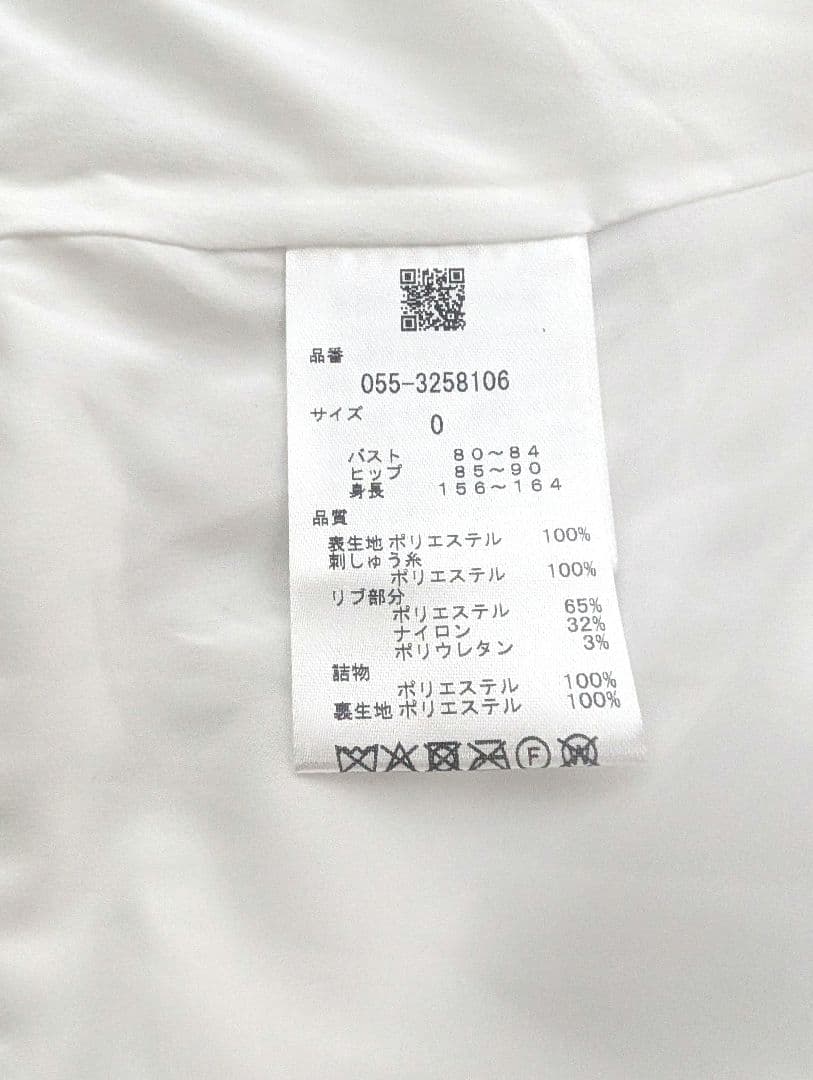 品番
055-3258106
サイズ
0
バスト 80～84
ヒップ 85～90
身長 156～164
品質
表生地 ポリエステル 100%
刺しゅう糸
ポリエステル 100%
リブ部分
ポリエステル 65%
ナイロン 32%
ポリウレタン 3%
詰物
ポリエステル 100%
裏生地 ポリエステル 100%
F W